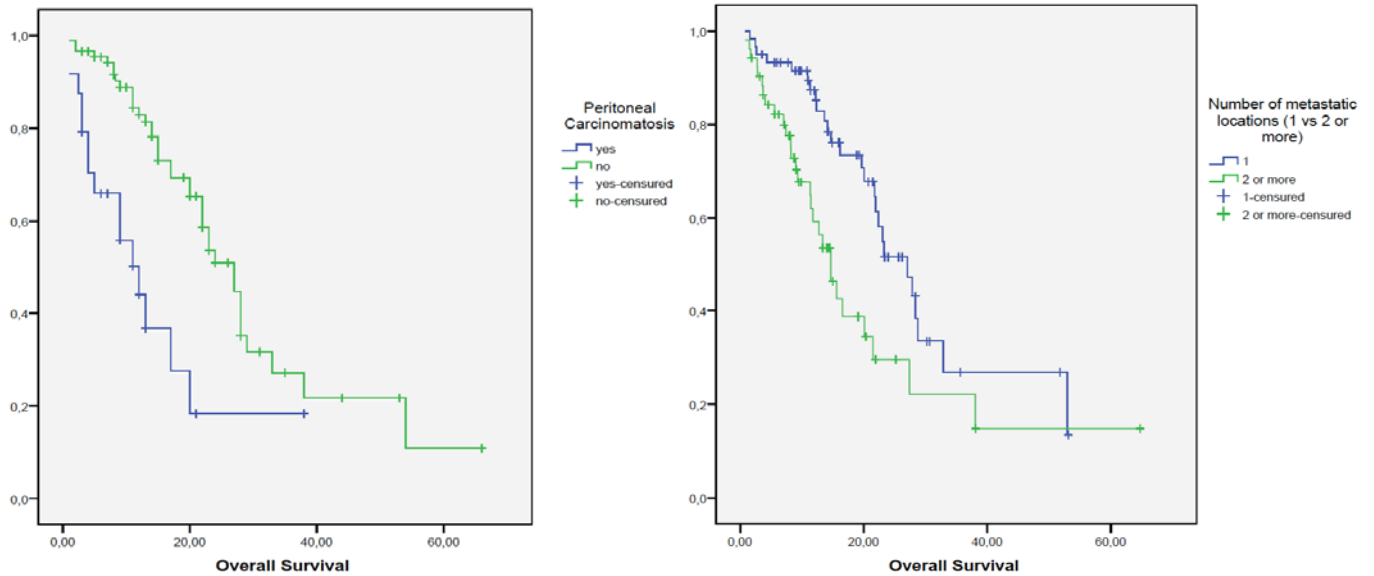 1,0
0,8
0,6
0,4
0,2
0,0
0,00
20,00
40,00
60,00
Overall Survival
Peritoneal
Carcinomatosis
yes
no
yes-censured
no-censured
1,0
0,8
0,6
0,4
0,2
0,0
0,00
20,00
40,00
60,00
Overall Survival
Number of metastatic
locations (1 vs 2 or
more)
1
2 or more
1-censured
2 or more-censured